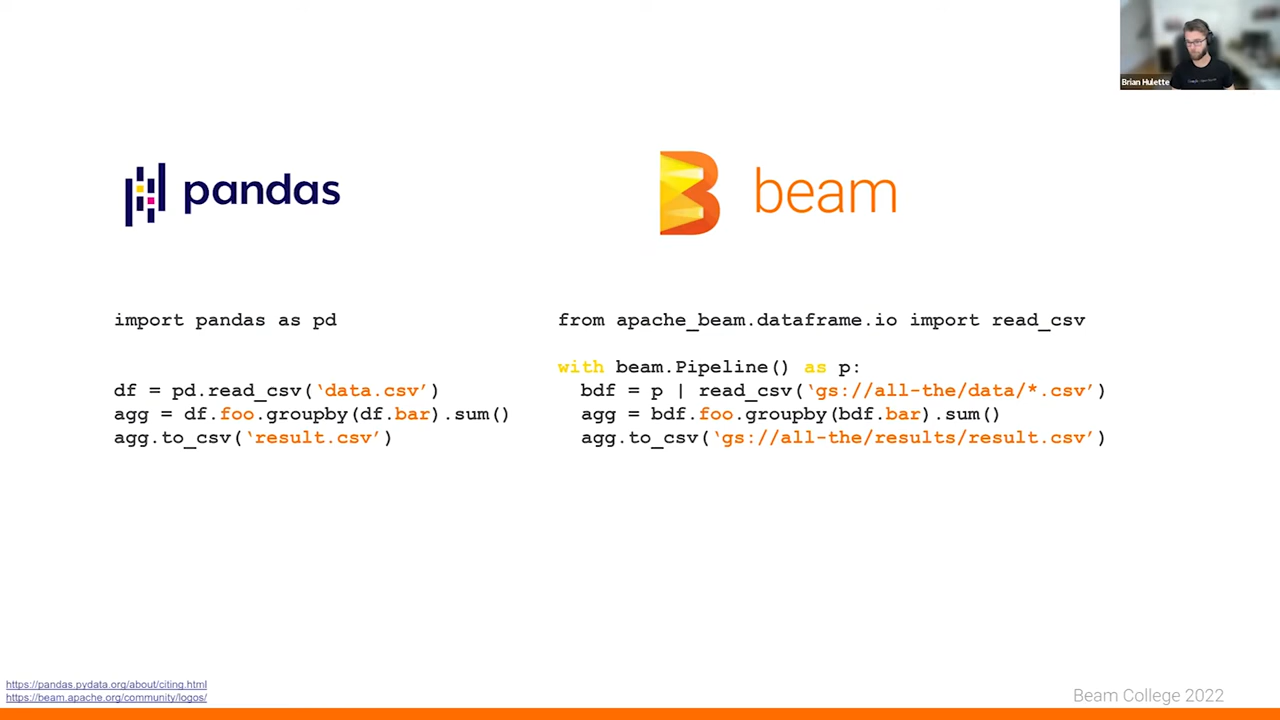 Brian Hulette
pandas
beam
import pandas as pd
df = pd.read_csv(‘data.csv’)
agg = df.foo.groupby(df.bar).sum()
agg.to_csv(‘result.csv’)
from apache_beam.dataframe.io import read_csv
with beam.Pipeline() as p:
bdf = p | read_csv(‘gs://all-the/data/*.csv’)
agg = bdf.foo.groupby(bdf.bar).sum()
agg.to_csv(‘gs://all-the/results/result.csv’)
https://pandas.pydata.org/about/citing.html
https://beam.apache.org/community/logos/
Beam College 2022